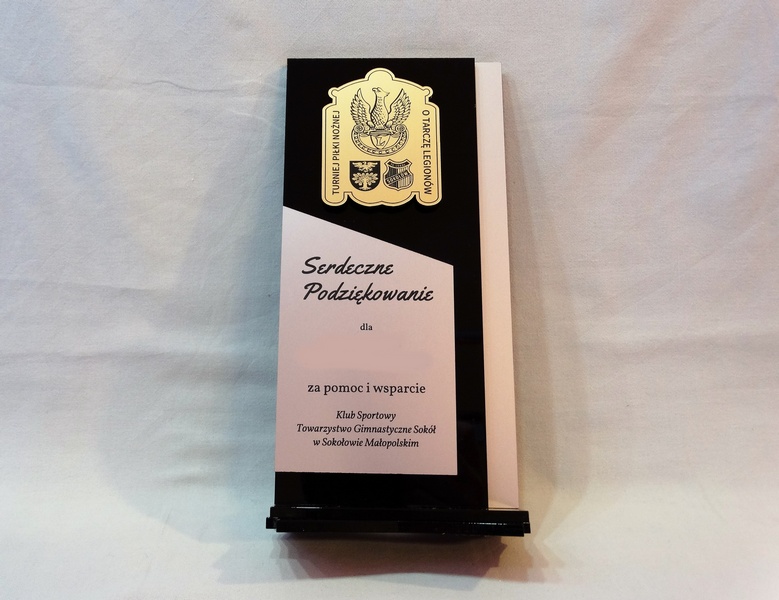 TURNIEJ PIŁKI NOŻNEJ
O TARCZĘ LEGIONÓW
Serdeczne
Podziękowanie
dla
za pomoc i wsparcie
Klub Sportowy
Towarzystwo Gimnastyczne Sokół
w Sokołowie Małopolskim